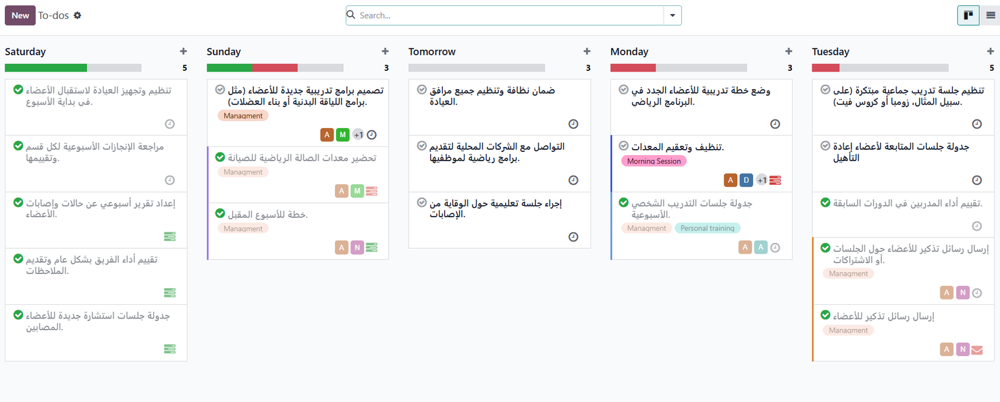 New To-dos
Search...
Saturday
5
تنظيم وتجهيز العيادة لاستقبال الأعضاء
في بداية الأسبوع.
مراجعة الإنجازات الأسبوعية لكل قسم
وتقييمها.
إعداد تقرير أسبوعي عن حالات وإصابات
الأعضاء.
تقييم أداء الفريق بشكل عام وتقديم
الملاحظات.
جدولة جلسات استشارة جديدة للأعضاء
المصابين.
Sunday
3
تصميم برامج تدريبية جديدة للأعضاء (مثل
برامج اللياقة البدنية أو بناء العضلات).
Managment
A M +1
تحضير معدات الصالة الرياضية للصيانة
Managment
A M
خطة للأسبوع المقبل.
Managment
A N
Tomorrow
3
ضمان نظافة وتنظيم جميع مرافق
العيادة.
التواصل مع الشركات المحلية لتقديم
برامج رياضية لموظفيها.
إجراء جلسة تعليمية حول الوقاية من
الإصابات.
Monday
3
وضع خطة تدريبية للأعضاء الجدد في
البرنامج الرياضي.
تنظيف وتعقيم المعدات.
Morning Session
A D +1
جدولة جلسات التدريب الشخصي
الأسبوعية.
Managment Personal training
A A
Tuesday
5
تنظيم جلسة تدريب جماعية مبتكرة (على
سبيل المثال، زومبا أو كروس فيت).
جدولة جلسات المتابعة لأعضاء إعادة
التأهيل
تقييم أداء المدربين في الدورات السابقة.
إرسال رسائل تذكير للأعضاء حول الجلسات
أو الاشتراكات.
Managment
A N
إرسال رسائل تذكير للأعضاء
Managment
A N